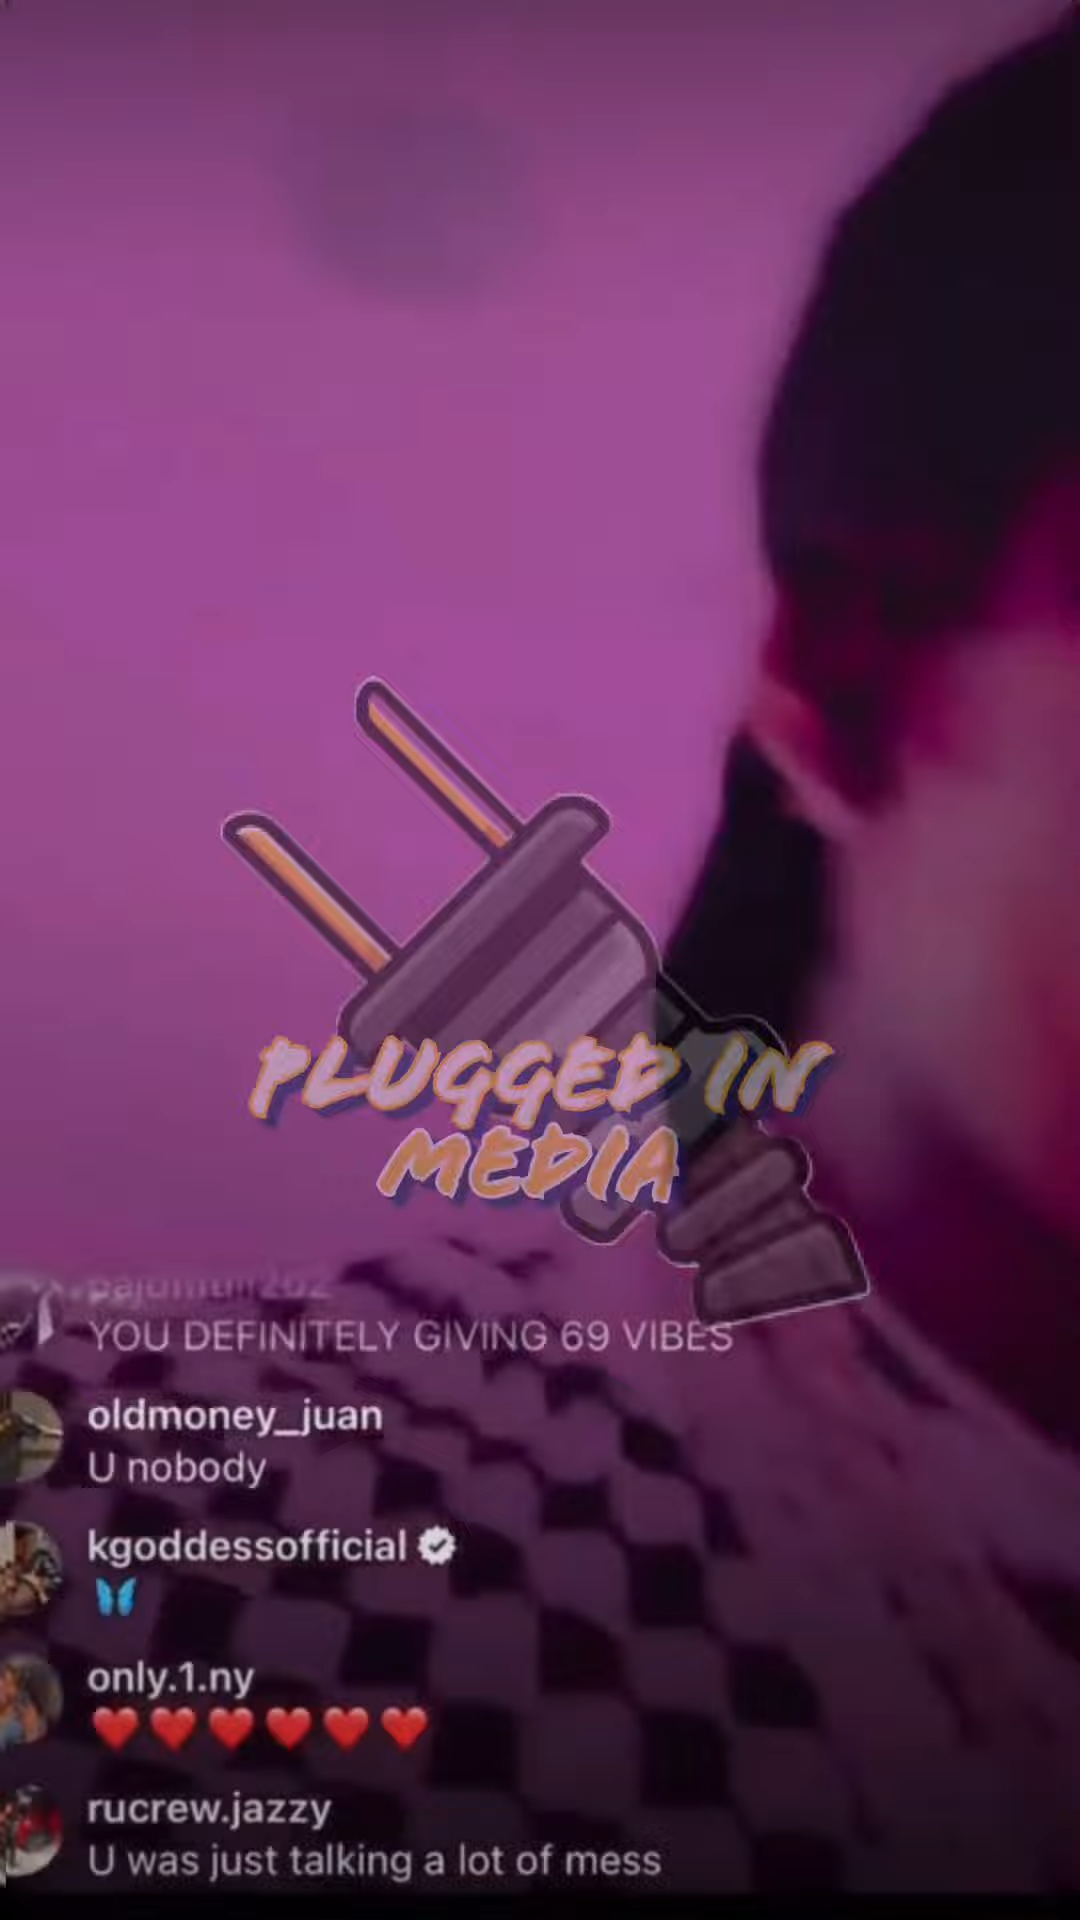 PLUGGED IN
MEDIA
YOU DEFINITELY GIVING 69 VIBES
oldmoney_juan
U nobody
kgoddessofficial
only.1.ny
rucrew.jazzy
U was just talking a lot of mess